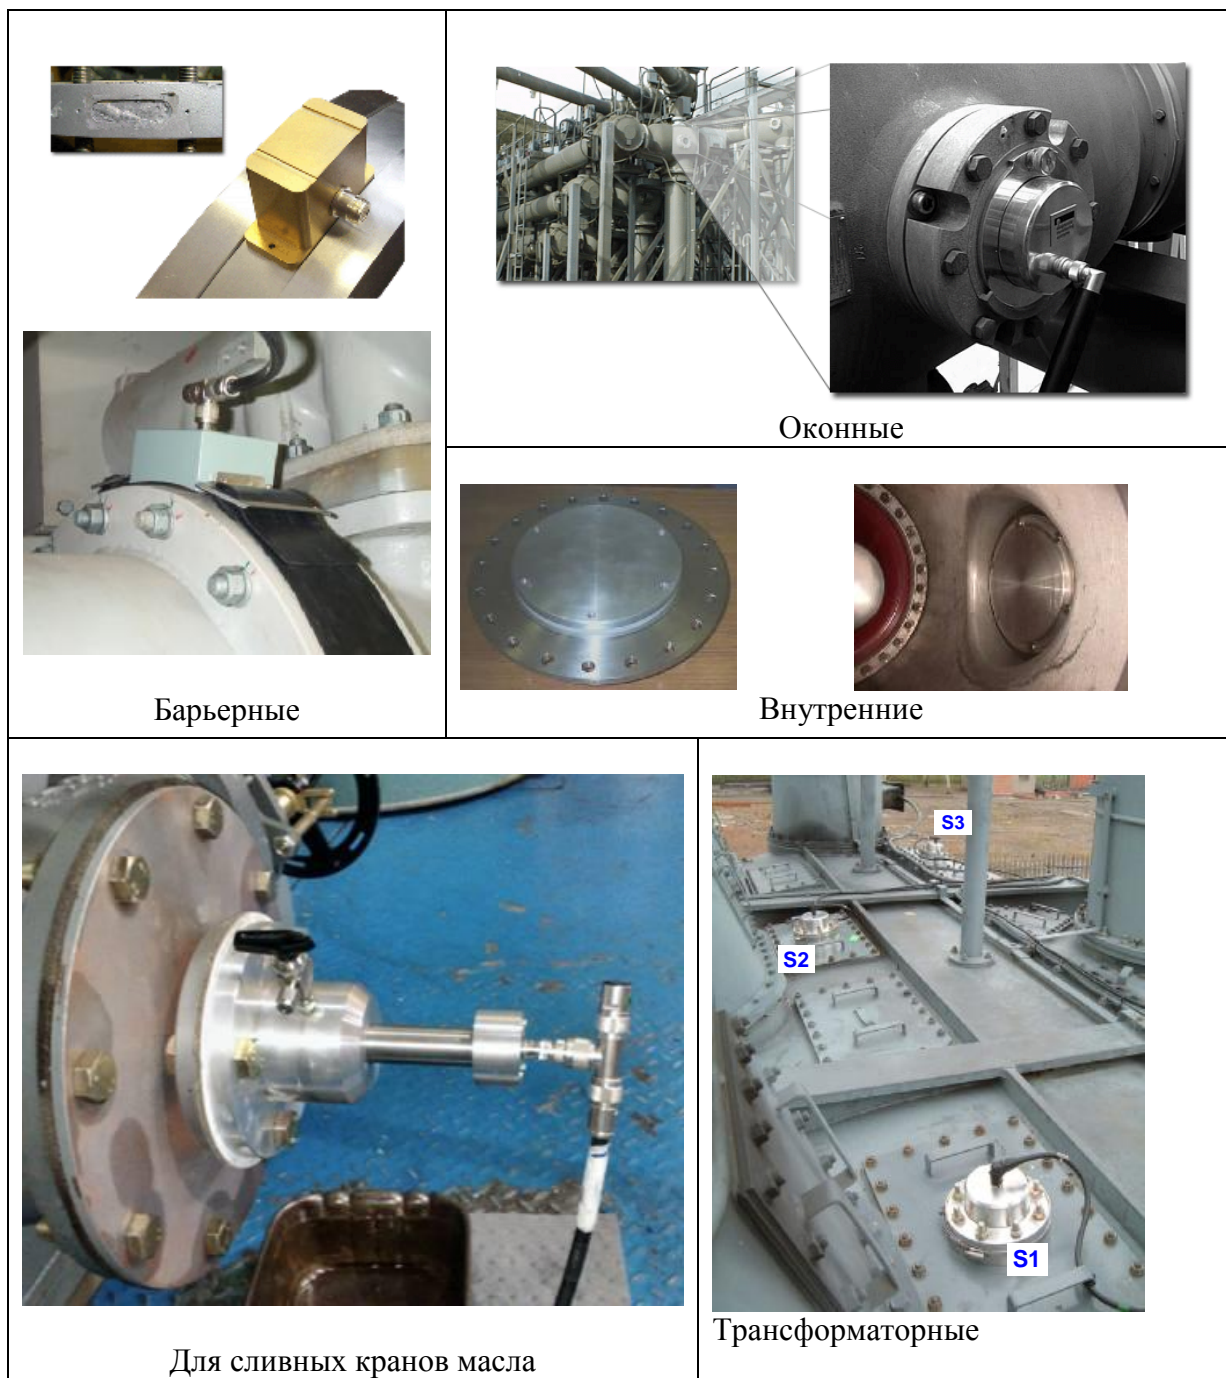 Оконные
Барьерные
Внутренние
S3
S2
S1
Трансформаторные
Для сливных кранов масла